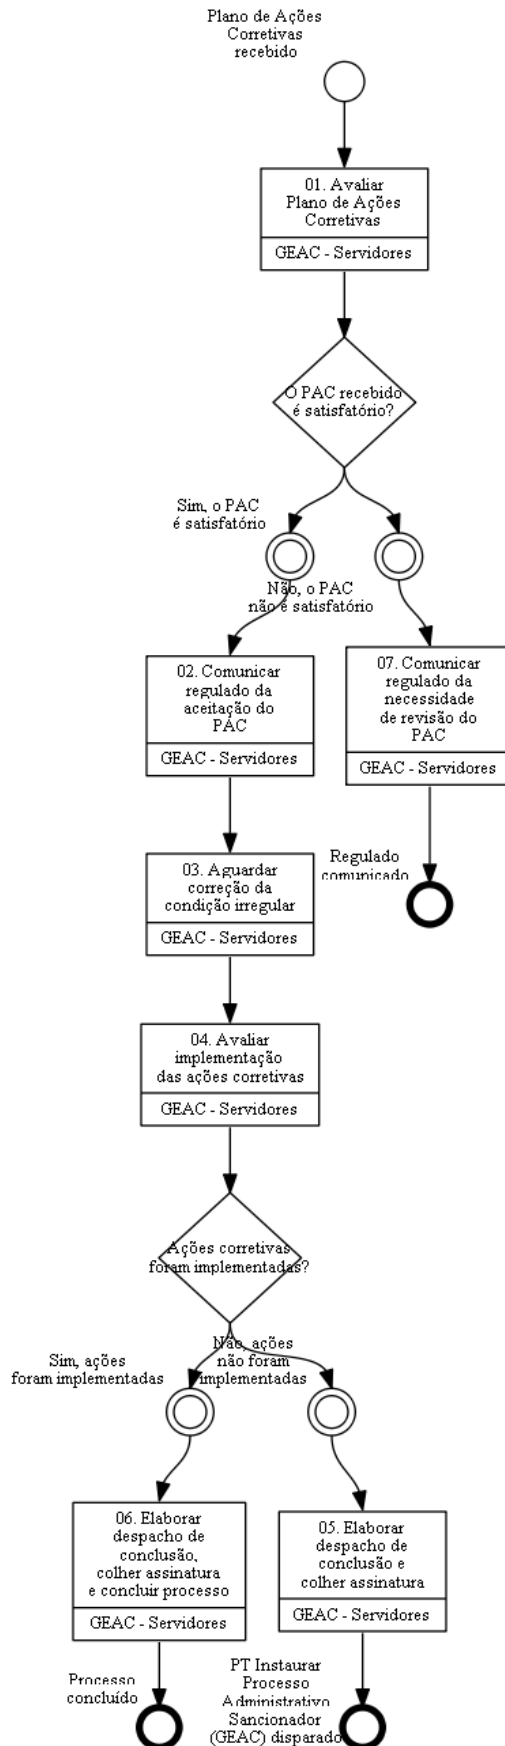 Plano de Ações
Corretivas
recebido
01. Avaliar
Plano de Ações
Corretivas
GEAC - Servidores
O PAC recebido
é satisfatório?
Sim, o PAC
é satisfatório
Não, o PAC
não é satisfatório
02. Comunicar
regulado da
aceitação do
PAC
GEAC - Servidores
07. Comunicar
regulado da
necessidade
de revisão do
PAC
GEAC - Servidores
Regulado
comunicado
03. Aguardar
correção da
condição irregular
GEAC - Servidores
04. Avaliar
implementação
das ações corretivas
GEAC - Servidores
Ações corretivas
foram implementadas?
Sim, ações
foram implementadas
Não, ações
não foram
implementadas
06. Elaborar
despacho de
conclusão,
colher assinatura
e concluir processo
GEAC - Servidores
05. Elaborar
despacho de
conclusão e
colher assinatura
GEAC - Servidores
Processo
concluído
PT Instaurar
Processo
Administrativo
Sancionador
(GEAC) disparado